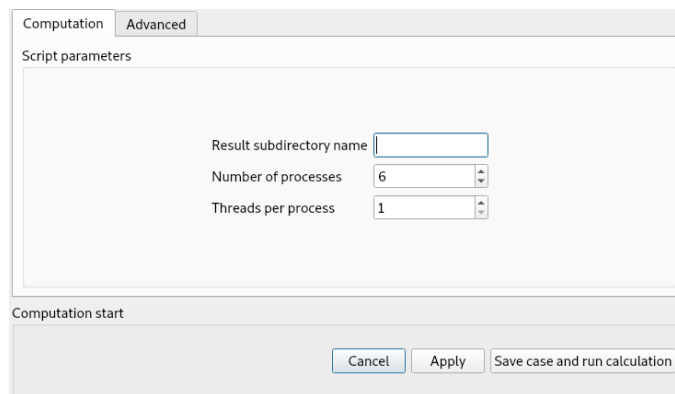 Computation Advanced
Script parameters
Result subdirectory name
Number of processes 6
Threads per process 1
Computation start
Cancel Apply Save case and run calculation